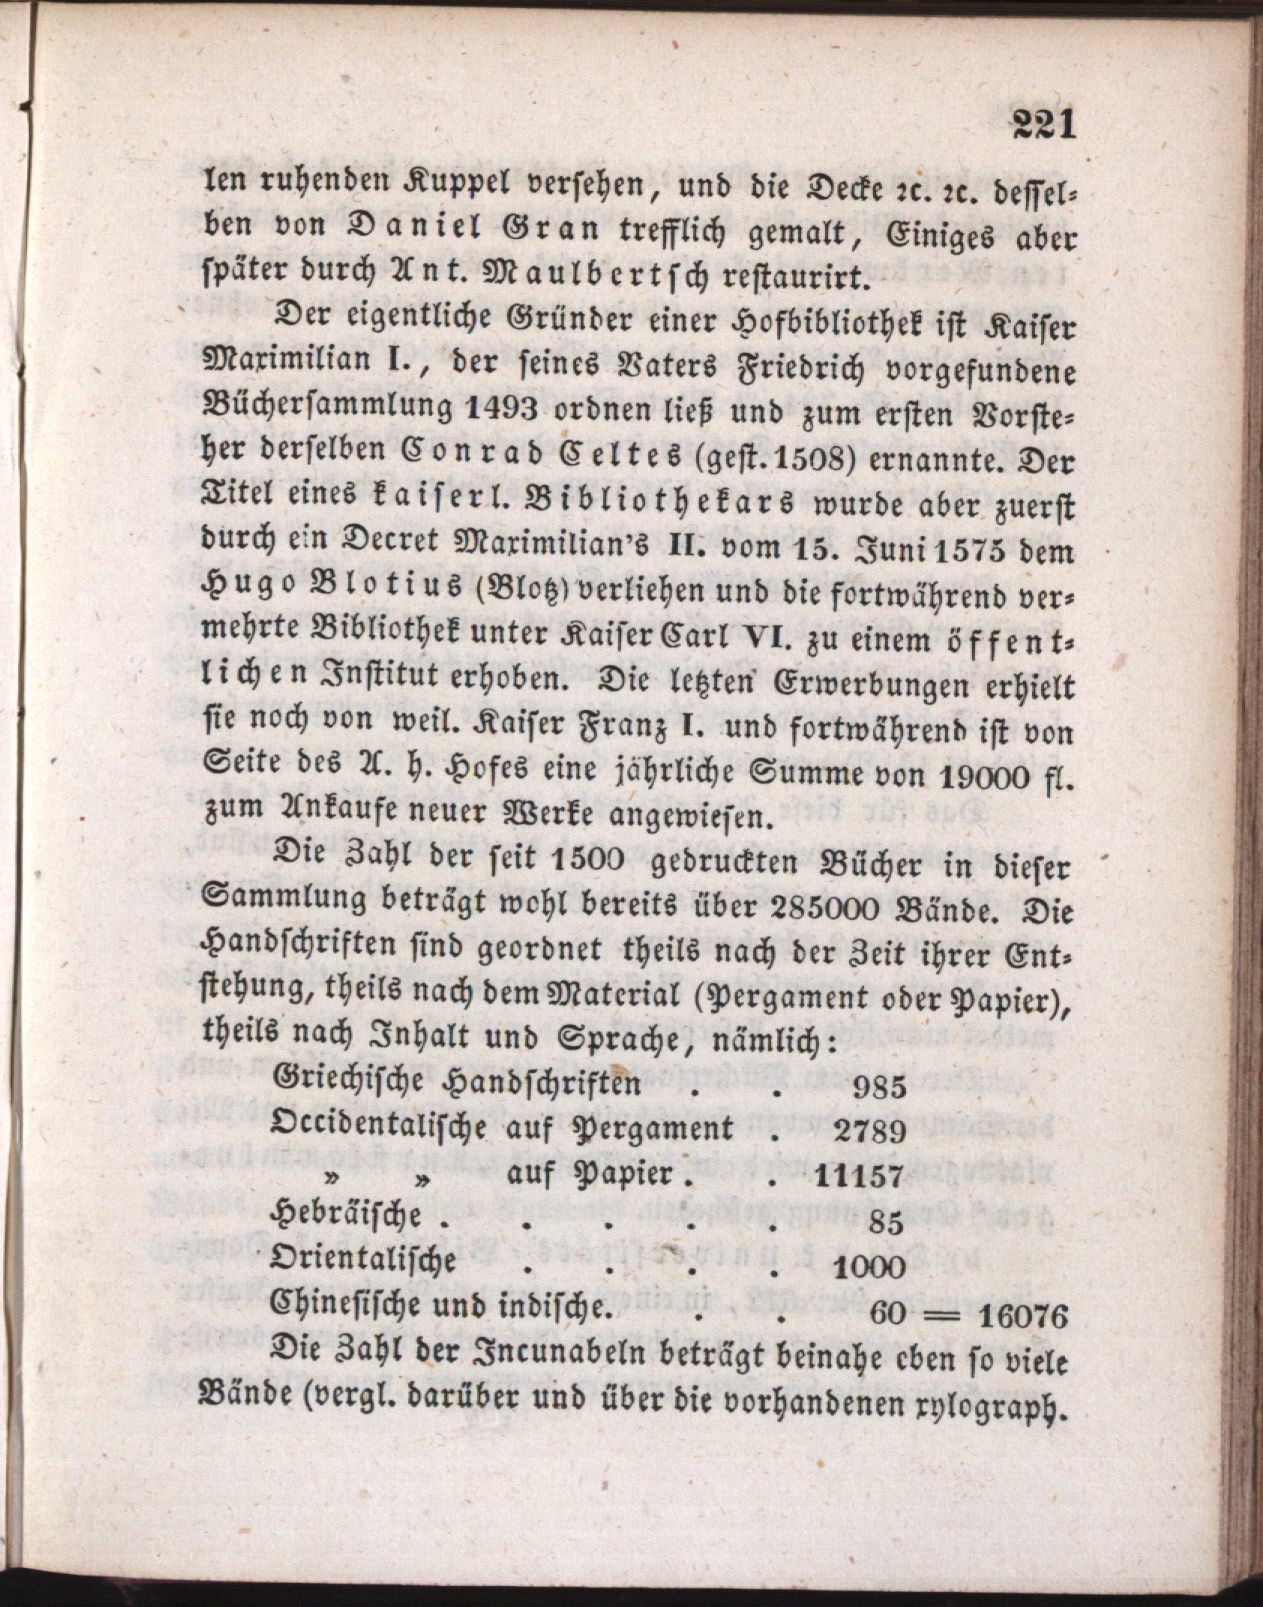 221
len ruhenden Kuppel versehen, und die Decke ꝛc. ꝛc. dessel-
ben von Daniel Gran trefflich gemalt, Einiges aber
später durch Ant. Maulbertsch restaurirt.
Der eigentliche Gründer einer Hofbibliothek ist Kaiser
Maximilian I., der seines Vaters Friedrich vorgefundene
Büchersammlung 1493 ordnen ließ und zum ersten Vorste-
her derselben Conrad Celtes (gest. 1508) ernannte. Der
Titel eines kaiserl. Bibliothekars wurde aber zuerst
durch ein Decret Maximilian's II. vom 15. Juni 1575 dem
Hugo Blotius (Blotz) verliehen und die fortwährend ver-
mehrte Bibliothek unter Kaiser Carl VI. zu einem öffent-
lichen Institut erhoben. Die letzten Erwerbungen erhielt
sie noch von weil. Kaiser Franz I. und fortwährend ist von
Seite des A. h. Hofes eine jährliche Summe von 19000 fl.
zum Ankaufe neuer Werke angewiesen.
Die Zahl der seit 1500 gedruckten Bücher in dieser
Sammlung beträgt wohl bereits über 285000 Bände. Die
Handschriften sind geordnet theils nach der Zeit ihrer Ent-
stehung, theils nach dem Material (Pergament oder Papier),
theils nach Inhalt und Sprache, nämlich:
Griechische Handschriften . . 985
Occidentalische auf Pergament . 2789
„ „ auf Papier . . 11157
Hebräische . . . . . 85
Orientalische . . . . 1000
Chinesische und indische. . . 60 = 16076
Die Zahl der Incunabeln beträgt beinahe eben so viele
Bände (vergl. darüber und über die vorhandenen xylograph.